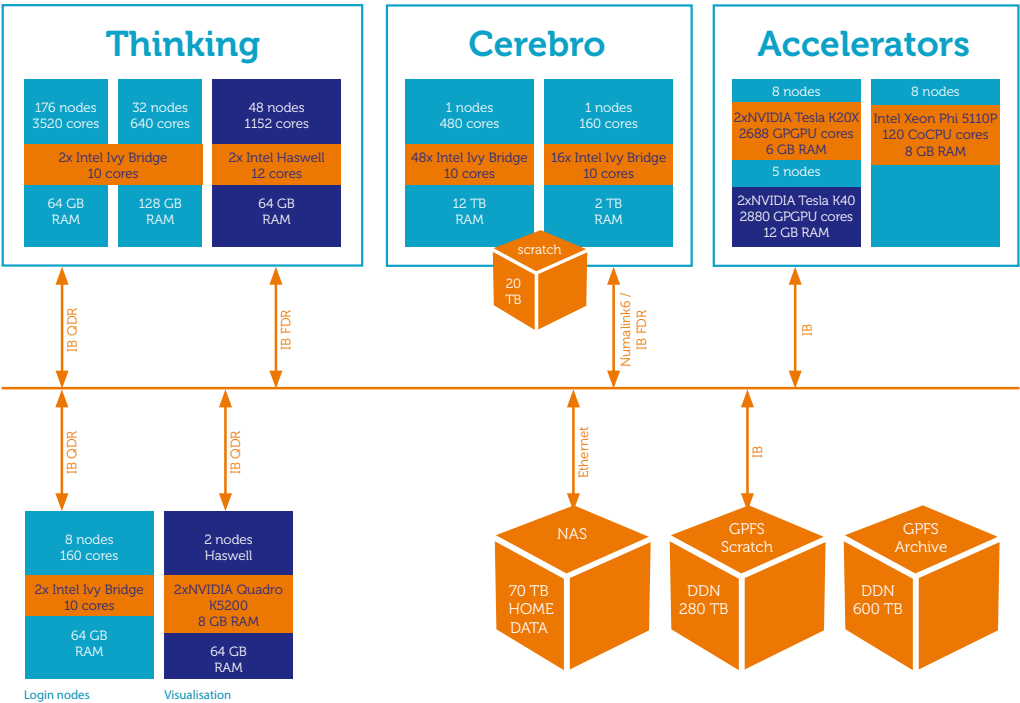 Thinking
176 nodes
3520 cores
32 nodes
640 cores
2x Intel Ivy Bridge
10 cores
64 GB
RAM
128 GB
RAM
48 nodes
1152 cores
2x Intel Haswell
12 cores
64 GB
RAM
Cerebro
1 node
480 cores
48x Intel Ivy Bridge
10 cores
12 TB
RAM
1 node
160 cores
16x Intel Ivy Bridge
10 cores
2 TB
RAM
scratch
20
TB
Accelerators
8 nodes
2xNVIDIA Tesla K20X
2688 GPGPU cores
6 GB RAM
5 nodes
2xNVIDIA Tesla K40
2880 GPGPU cores
12 GB RAM
8 nodes
Intel Xeon Phi 5110P
120 CoCPU cores
8 GB RAM
IB QDR
IB FDR
Numalink6 /
IB FDR
IB
IB QDR
IB QDR
Ethernet
IB
8 nodes
160 cores
2x Intel Ivy Bridge
10 cores
64 GB
RAM
Login nodes
2 nodes
Haswell
2xNVIDIA Quadro
K5200
8 GB RAM
64 GB
RAM
Visualisation
NAS
70 TB
HOME
DATA
GPFS
Scratch
DDN
280 TB
GPFS
Archive
DDN
600 TB